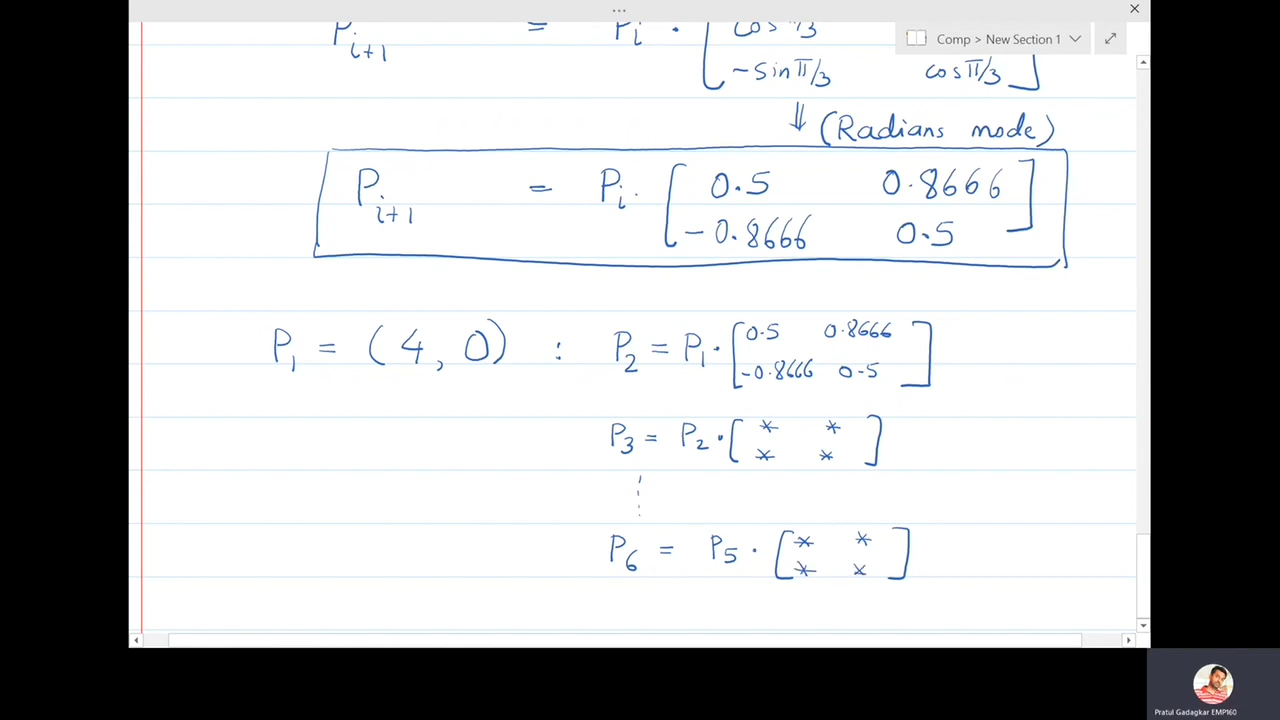 Comp > New Section 1
P_{i+1} = P_i · [ cos π/3
-sin π/3 cos π/3 ]
⇓ (Radians mode)
P_{i+1} = P_i · [ 0.5 0.8666
-0.8666 0.5 ]
P_1 = (4, 0) : P_2 = P_1 · [ 0.5 0.8666
-0.8666 0.5 ]
P_3 = P_2 · [ * *
* * ]
P_6 = P_5 · [ * *
* * ]
Pratul Gadagkar EMP160